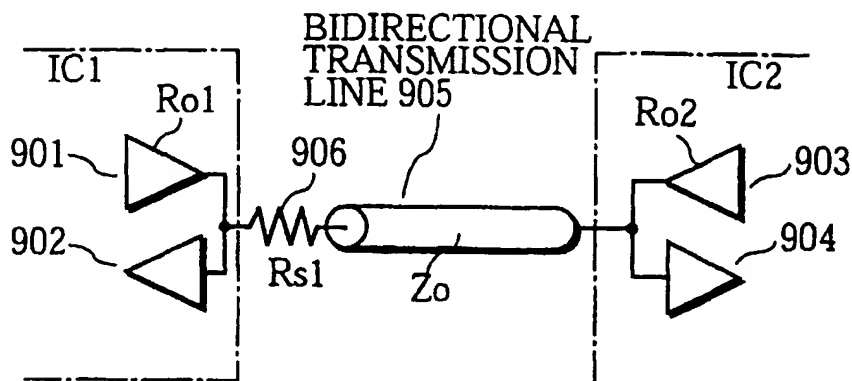 BIDIRECTIONAL
TRANSMISSION
LINE 905
IC1
IC2
Ro1
Ro2
901
906
903
902
904
Rs1
Zo